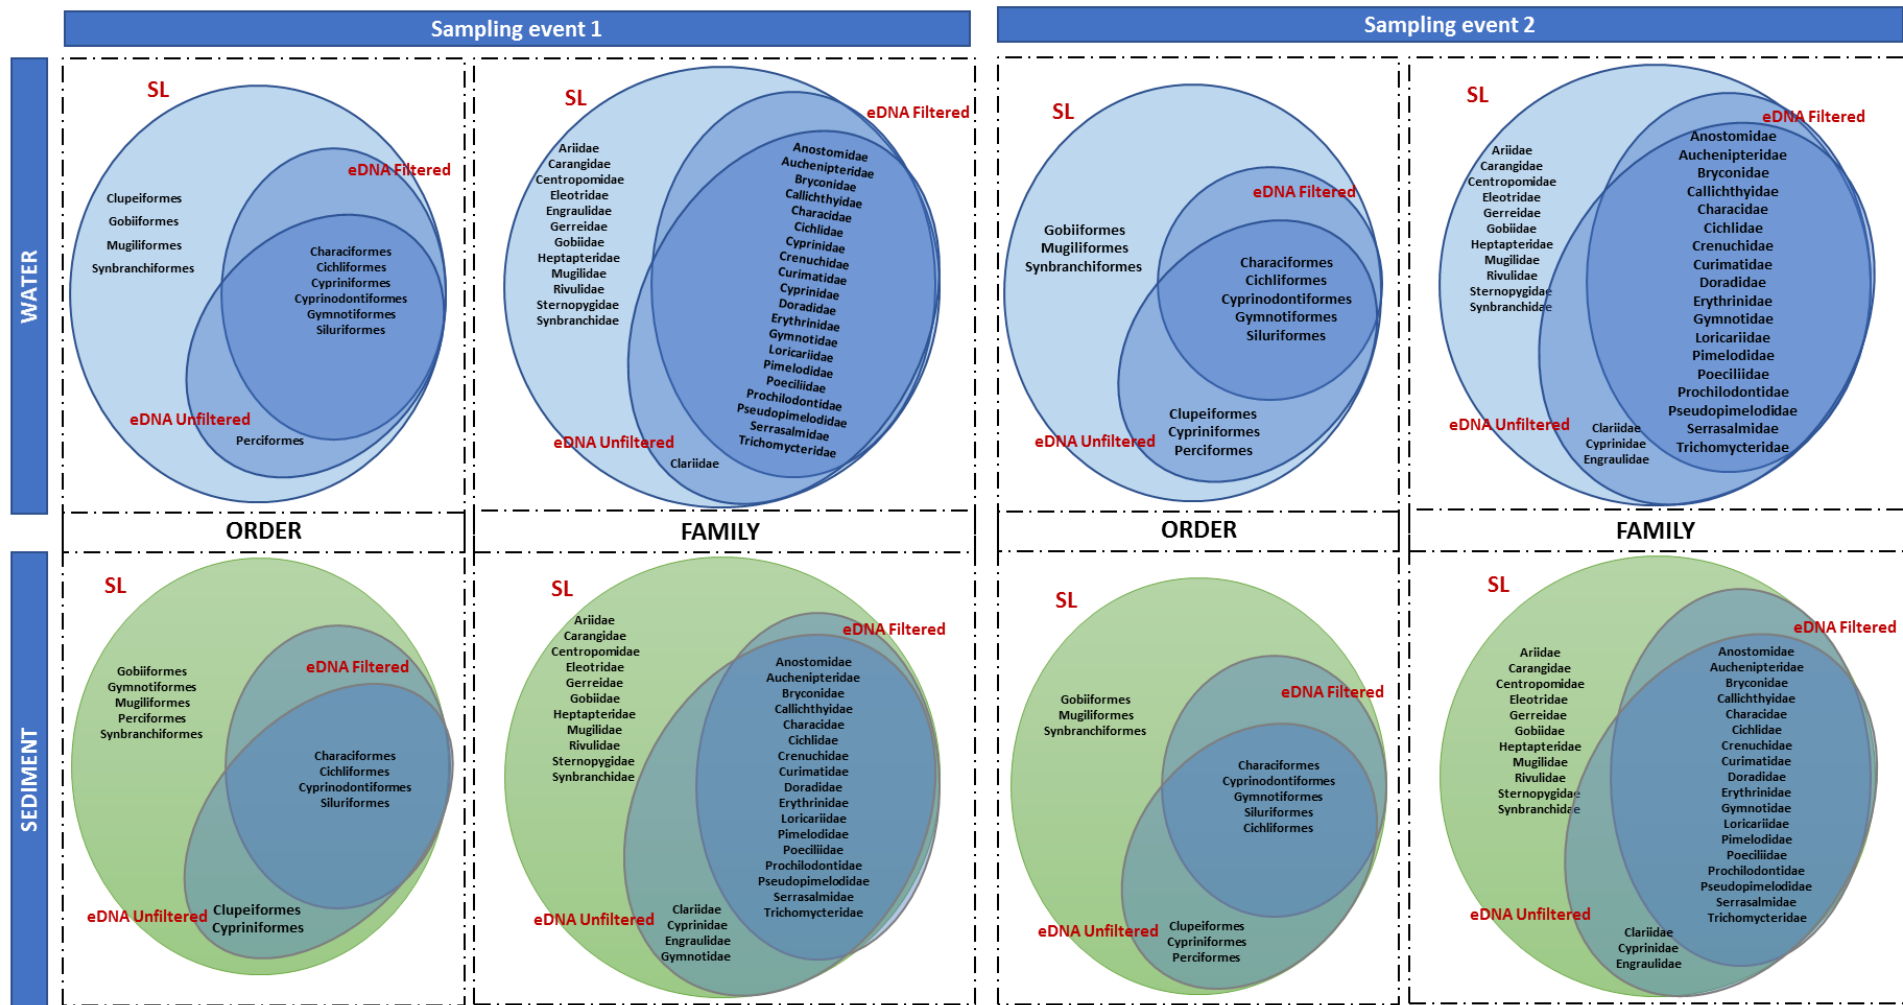 Sampling event 1
Sampling event 2
WATER
SL
eDNA Filtered
Clupeiformes
Gobiiformes
Mugiliformes
Synbranchiformes
Characiformes
Cichliformes
Cypriniformes
Cyprinodontiformes
Gymnotiformes
Siluriformes
eDNA Unfiltered
Perciformes
SL
eDNA Filtered
Ariidae
Carangidae
Centropomidae
Eleotridae
Engraulidae
Gerreidae
Gobiidae
Heptapteridae
Mugilidae
Rivulidae
Sternopygidae
Synbranchidae
Anostomidae
Auchenipteridae
Bryconidae
Callichthyidae
Characidae
Cichlidae
Cyprinidae
Crenuchidae
Curimatidae
Cyprinidae
Doradidae
Erythrinidae
Gymnotidae
Loricariidae
Pimelodidae
Poeciliidae
Prochilodontidae
Pseudopimelodidae
Serrasalmidae
Trichomycteridae
eDNA Unfiltered
Clariidae
SL
eDNA Filtered
Gobiiformes
Mugiliformes
Synbranchiformes
Characiformes
Cichliformes
Cyprinodontiformes
Gymnotiformes
Siluriformes
eDNA Unfiltered
Clupeiformes
Cypriniformes
Perciformes
SL
eDNA Filtered
Ariidae
Carangidae
Centropomidae
Eleotridae
Gerreidae
Gobiidae
Heptapteridae
Mugilidae
Rivulidae
Sternopygidae
Synbranchidae
Anostomidae
Auchenipteridae
Bryconidae
Callichthyidae
Characidae
Cichlidae
Crenuchidae
Curimatidae
Doradidae
Erythrinidae
Gymnotidae
Loricariidae
Pimelodidae
Poeciliidae
Prochilodontidae
Pseudopimelodidae
Serrasalmidae
Trichomycteridae
eDNA Unfiltered
Clariidae
Cyprinidae
Engraulidae
ORDER
FAMILY
ORDER
FAMILY
SEDIMENT
SL
eDNA Filtered
Gobiiformes
Gymnotiformes
Mugiliformes
Perciformes
Synbranchiformes
Characiformes
Cichliformes
Cyprinodontiformes
Siluriformes
eDNA Unfiltered
Clupeiformes
Cypriniformes
SL
eDNA Filtered
Ariidae
Carangidae
Centropomidae
Eleotridae
Gerreidae
Gobiidae
Heptapteridae
Mugilidae
Rivulidae
Sternopygidae
Synbranchidae
Anostomidae
Auchenipteridae
Bryconidae
Callichthyidae
Characidae
Cichlidae
Crenuchidae
Curimatidae
Doradidae
Erythrinidae
Loricariidae
Pimelodidae
Poeciliidae
Prochilodontidae
Pseudopimelodidae
Serrasalmidae
Trichomycteridae
eDNA Unfiltered
Clariidae
Cyprinidae
Engraulidae
Gymnotidae
SL
eDNA Filtered
Gobiiformes
Mugiliformes
Synbranchiformes
Characiformes
Cyprinodontiformes
Gymnotiformes
Siluriformes
Cichliformes
eDNA Unfiltered
Clupeiformes
Cypriniformes
Perciformes
SL
eDNA Filtered
Ariidae
Carangidae
Centropomidae
Eleotridae
Gerreidae
Gobiidae
Heptapteridae
Mugilidae
Rivulidae
Sternopygidae
Synbranchidae
Anostomidae
Auchenipteridae
Bryconidae
Callichthyidae
Characidae
Cichlidae
Crenuchidae
Curimatidae
Doradidae
Erythrinidae
Gymnotidae
Loricariidae
Pimelodidae
Poeciliidae
Prochilodontidae
Pseudopimelodidae
Serrasalmidae
Trichomycteridae
eDNA Unfiltered
Clariidae
Cyprinidae
Engraulidae